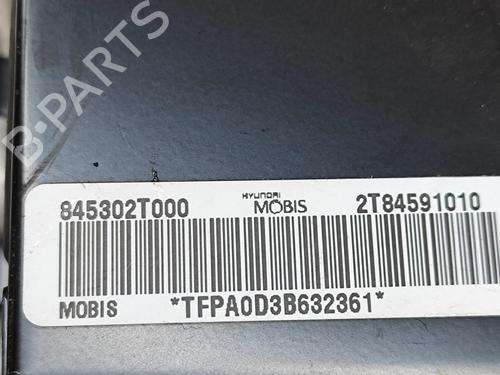 B-PARTS
845302T000
HYUNDAI
MOBIS
2T84591010
MOBIS
*TFPA0D3B632361*